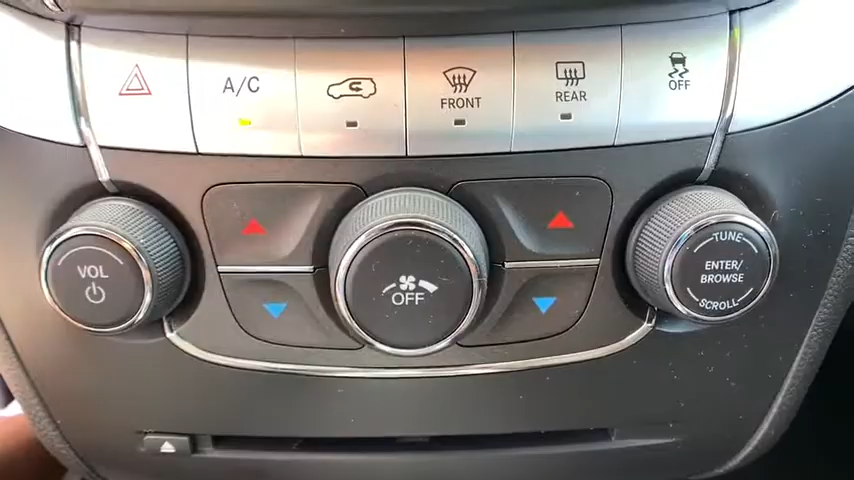 A/C
FRONT
REAR
OFF
VOL
OFF
TUNE
ENTER/
BROWSE
SCROLL